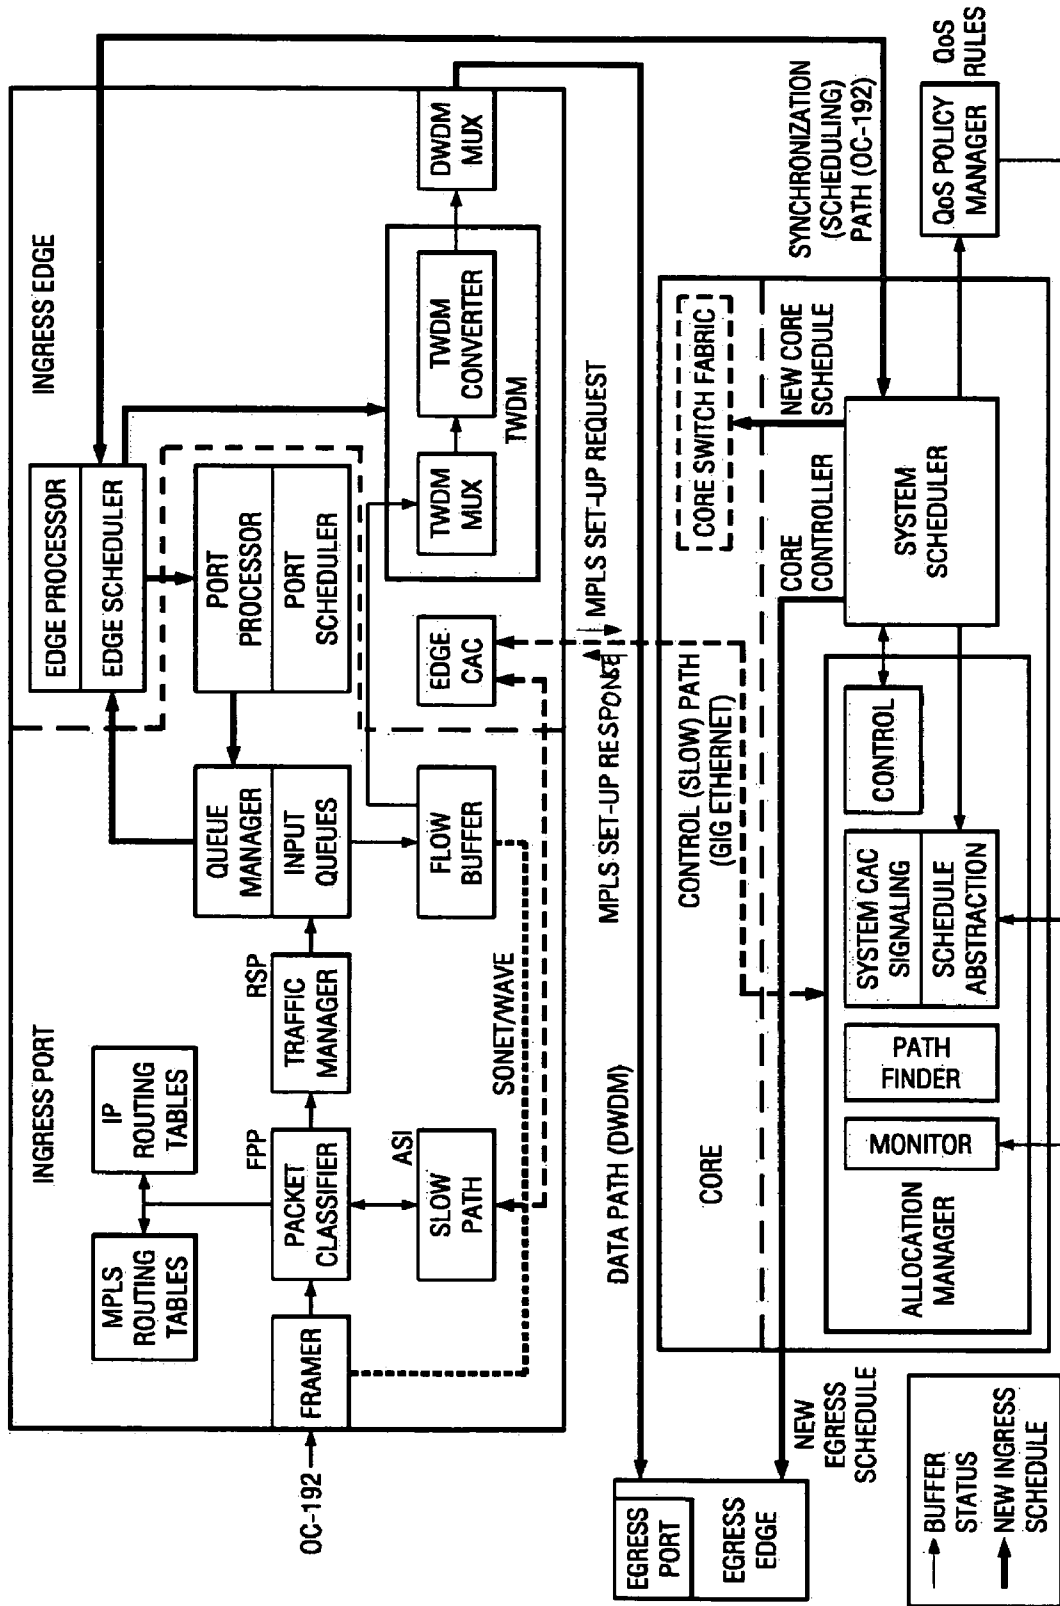 INGRESS PORT
INGRESS EDGE
MPLS
ROUTING
TABLES
IP
ROUTING
TABLES
EDGE PROCESSOR
EDGE SCHEDULER
OC-192
FRAMER
FPP
PACKET
CLASSIFIER
RSP
TRAFFIC
MANAGER
QUEUE
MANAGER
INPUT
QUEUES
PORT
PROCESSOR
PORT
SCHEDULER
ASI
SLOW
PATH
SONET/WAVE
FLOW
BUFFER
EDGE
CAC
TWDM
MUX
TWDM
CONVERTER
TWDM
DWDM
MUX
EGRESS
PORT
EGRESS
EDGE
DATA PATH (DWDM)
MPLS SET-UP RESPONSE
MPLS SET-UP REQUEST
CORE
CONTROL (SLOW) PATH
(GIG ETHERNET)
CORE SWITCH FABRIC
SYNCHRONIZATION
(SCHEDULING)
PATH (OC-192)
NEW
EGRESS
SCHEDULE
CORE
CONTROLLER
NEW CORE
SCHEDULE
ALLOCATION
MANAGER
MONITOR
PATH
FINDER
SYSTEM CAC
SIGNALING
SCHEDULE
ABSTRACTION
CONTROL
SYSTEM
SCHEDULER
QoS POLICY
MANAGER
QoS
RULES
BUFFER
STATUS
NEW INGRESS
SCHEDULE